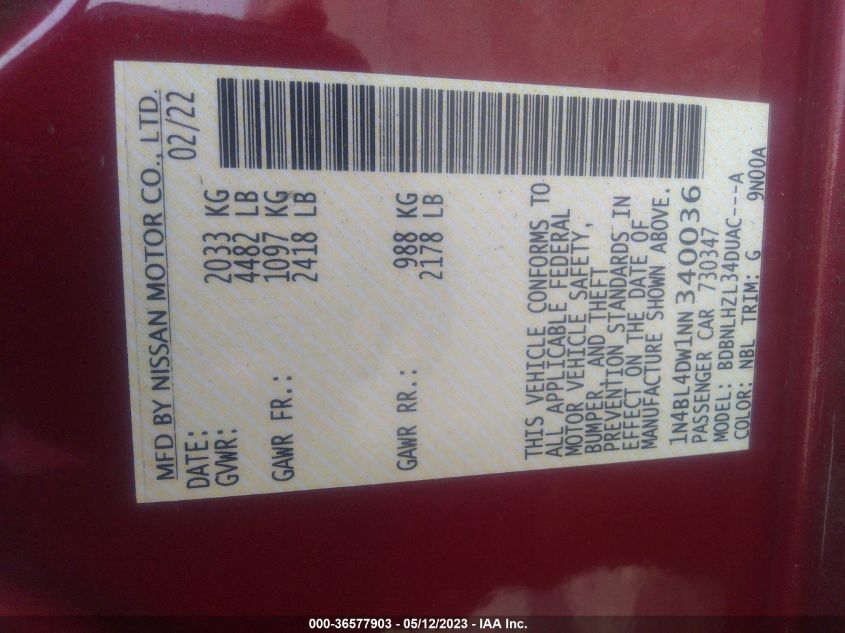 MFD BY NISSAN MOTOR CO., LTD.
DATE: 02/22
GVWR: 2033 KG
4482 LB
GAWR FR.: 1097 KG
2418 LB
GAWR RR.: 988 KG
2178 LB
THIS VEHICLE CONFORMS TO
ALL APPLICABLE FEDERAL
MOTOR VEHICLE SAFETY,
BUMPER AND THEFT
PREVENTION STANDARDS IN
EFFECT ON THE DATE OF
MANUFACTURE SHOWN ABOVE.
1N4BL4DW1NN340036
PASSENGER CAR 730347
MODEL: BDBNLHZL34DUAC---A
COLOR: NBL TRIM: G 9N00A
000-36577903 - 05/12/2023 - IAA Inc.